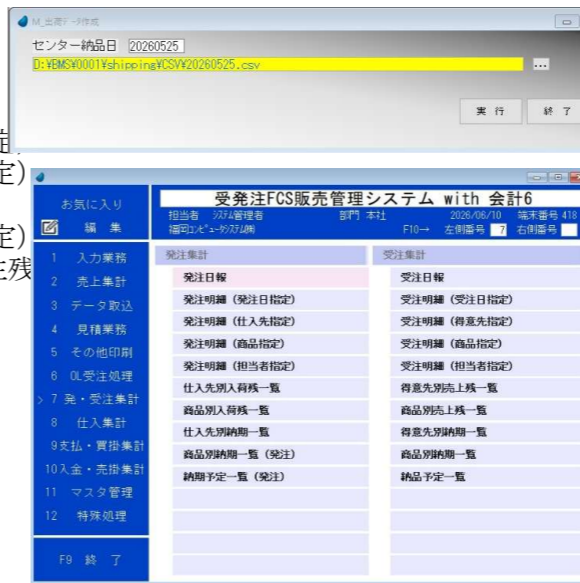 M_出荷データ作成
センター納品日 20260525
D:¥BMS¥0001¥shipping¥CSV¥20260525.csv
...
実 行 終 了
定)
定)
残
受発注FCS販売管理システム with 会計6
お気に入り
編 集
担当者 システム管理者 部門 本社 2026/06/10 端末番号 418
福岡コンピュータシステム㈱ F10→ 左側番号 7 右側番号
1 入力業務
2 売上集計
3 データ取込
4 見積業務
5 その他印刷
6 OL受注処理
> 7 発・受注集計
8 仕入集計
9 支払・買掛集計
10 入金・売掛集計
11 マスタ管理
12 特殊処理
F9 終 了
発注集計
発注日報
発注明細（発注日指定）
発注明細（仕入先指定）
発注明細（商品指定）
発注明細（担当者指定）
仕入先別入荷残一覧
商品別入荷残一覧
仕入先別納期一覧
商品別納期一覧（発注）
納期予定一覧（発注）
受注集計
受注日報
受注明細（受注日指定）
受注明細（得意先指定）
受注明細（商品指定）
受注明細（担当者指定）
得意先別売上残一覧
商品別売上残一覧
得意先別納期一覧
商品別納期一覧（受注）
納品予定一覧